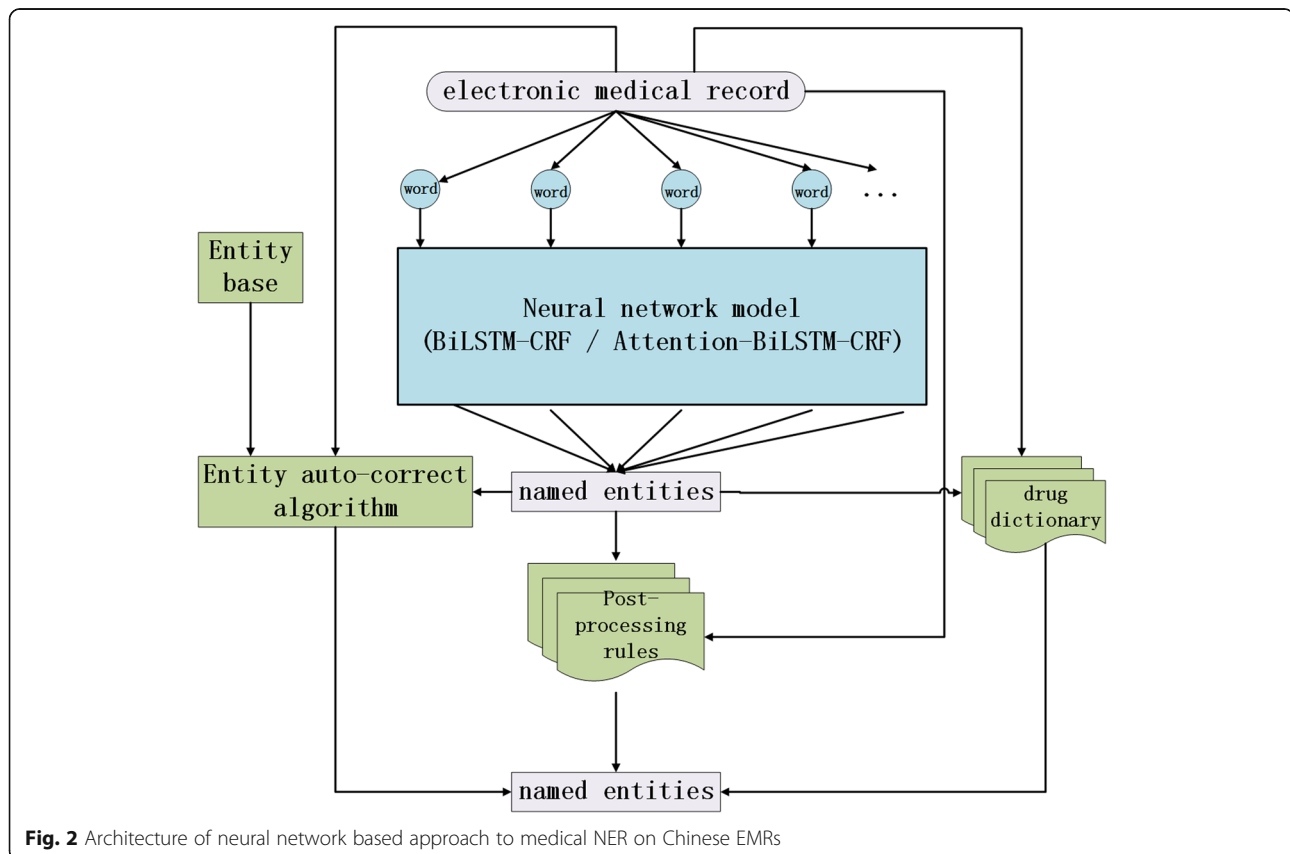 electronic medical record
word
word
word
word
...
Entity
base
Neural network model
(BiLSTM-CRF / Attention-BiLSTM-CRF)
Entity auto-correct
algorithm
named entities
drug
dictionary
Post-
processing
rules
named entities
Fig. 2 Architecture of neural network based approach to medical NER on Chinese EMRs